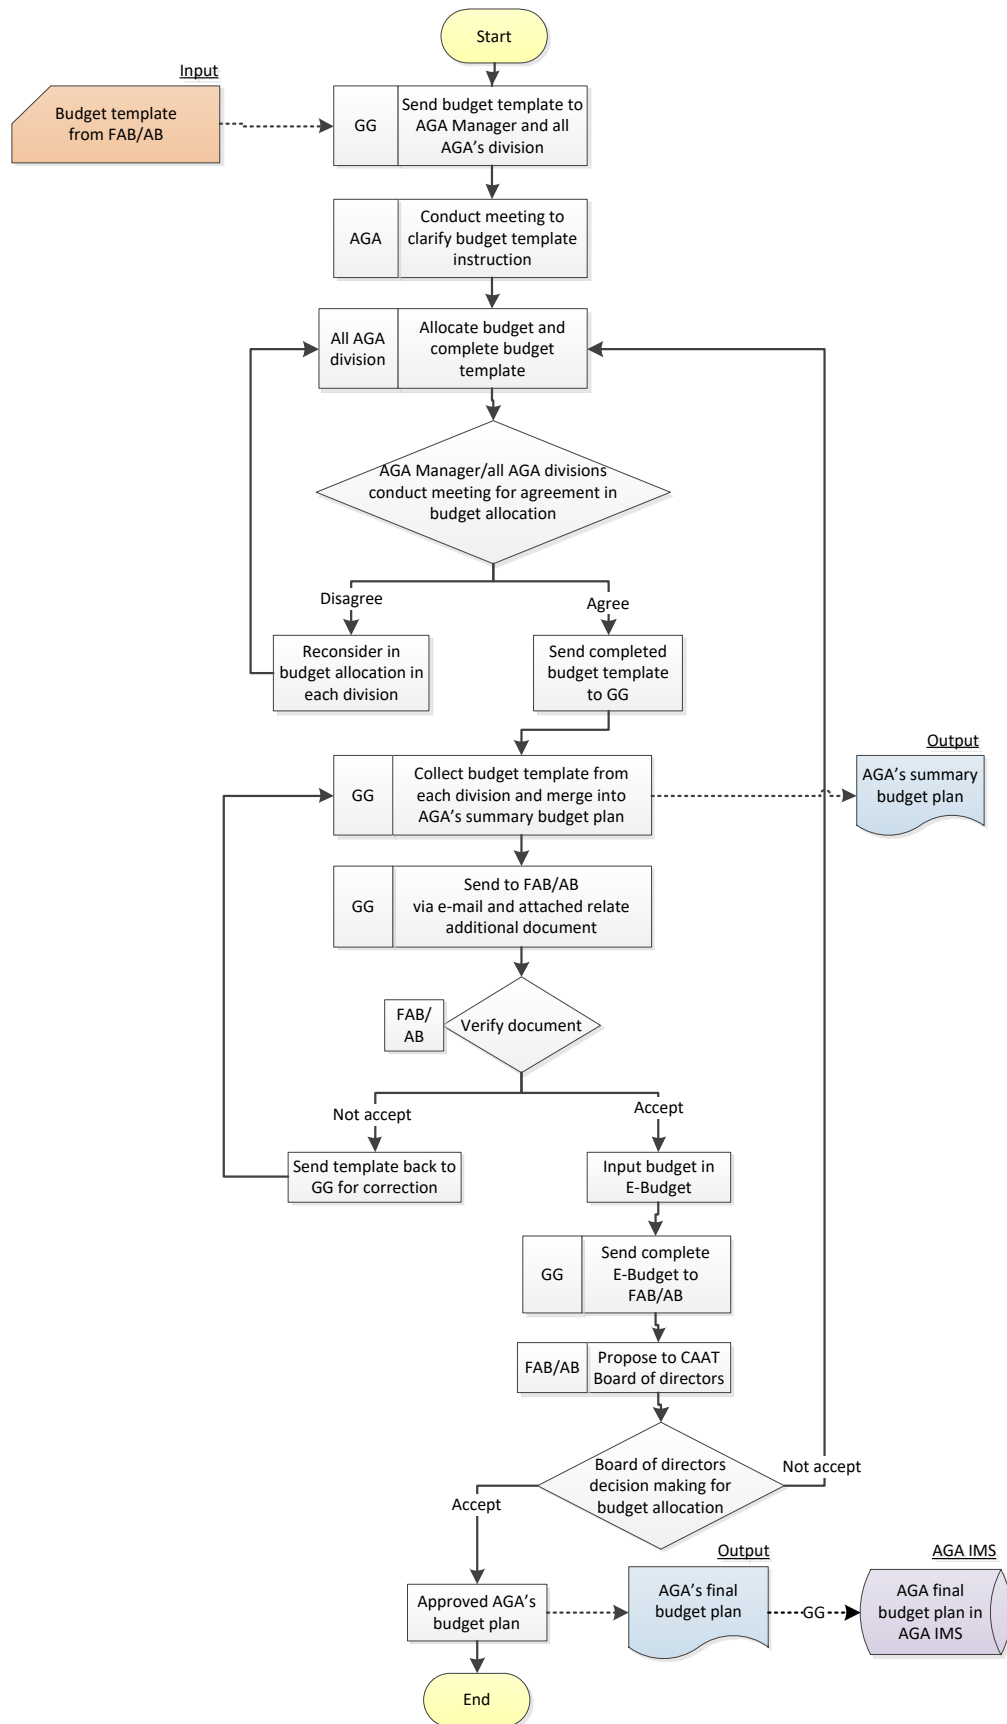 Start
Input
Budget template
from FAB/AB
GG
Send budget template to
AGA Manager and all
AGA's division
AGA
Conduct meeting to
clarify budget template
instruction
All AGA
division
Allocate budget and
complete budget
template
AGA Manager/all AGA divisions
conduct meeting for agreement in
budget allocation
Disagree
Agree
Reconsider in
budget allocation in
each division
Send completed
budget template
to GG
Output
GG
Collect budget template from
each division and merge into
AGA's summary budget plan
AGA's summary
budget plan
GG
Send to FAB/AB
via e-mail and attached relate
additional document
FAB/
AB
Verify document
Not accept
Accept
Send template back to
GG for correction
Input budget in
E-Budget
GG
Send complete
E-Budget to
FAB/AB
FAB/AB
Propose to CAAT
Board of directors
Board of directors
decision making for
budget allocation
Not accept
Accept
Output
AGA IMS
Approved AGA's
budget plan
AGA's final
budget plan
GG
AGA final
budget plan in
AGA IMS
End